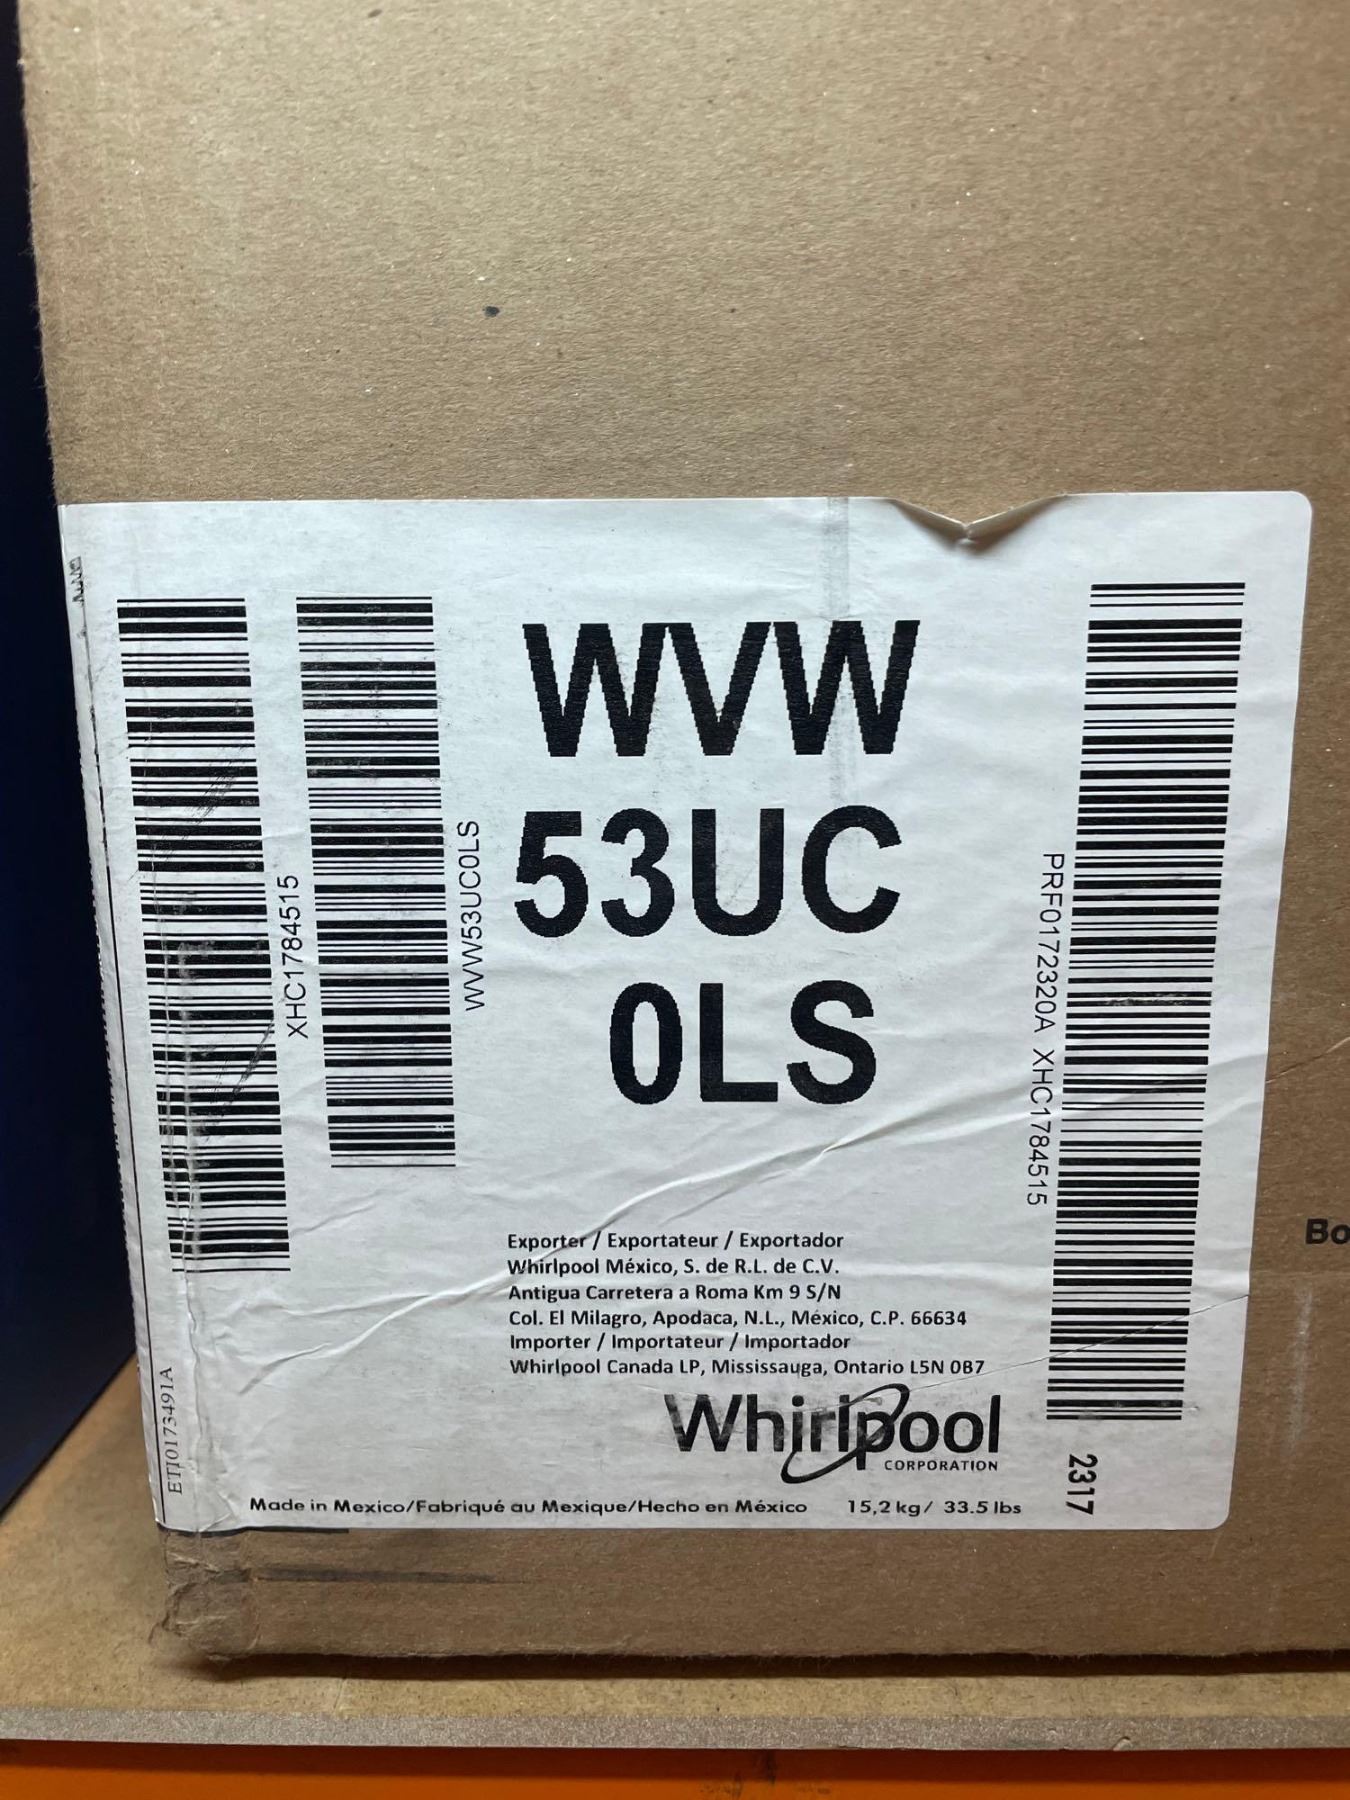 XHC1784515
WVW53UC0LS
WVW
53UC
0LS
PRF0172320A XHC1784515
Exporter / Exportateur / Exportador
Whirlpool México, S. de R.L. de C.V.
Antigua Carretera a Roma Km 9 S/N
Col. El Milagro, Apodaca, N.L., México, C.P. 66634
Importer / Importateur / Importador
Whirlpool Canada LP, Mississauga, Ontario L5N 0B7
Whirlpool
CORPORATION
Made in Mexico/Fabriqué au Mexique/Hecho en México 15,2 kg/ 33.5 lbs
2317
ETI0173491A
Bo